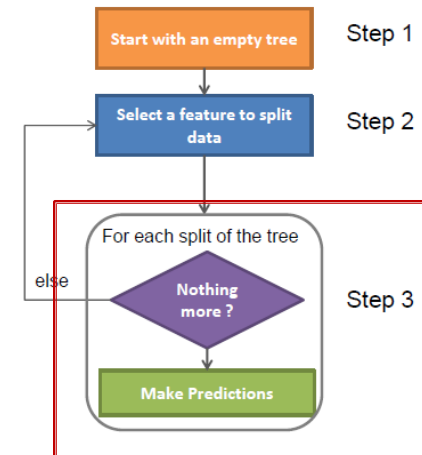 Start with an empty tree
Step 1
Select a feature to split
data
Step 2
For each split of the tree
else
Nothing
more ?
Step 3
Make Predictions